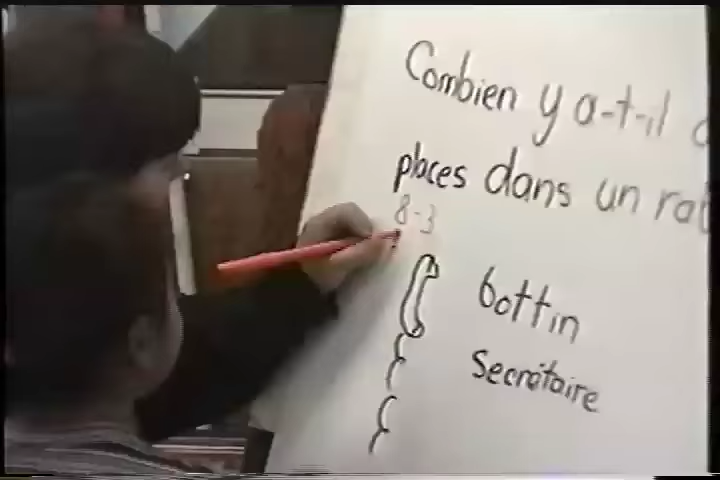 Combien y a-t-il
places dans un
8-3
bottin
secrétaire